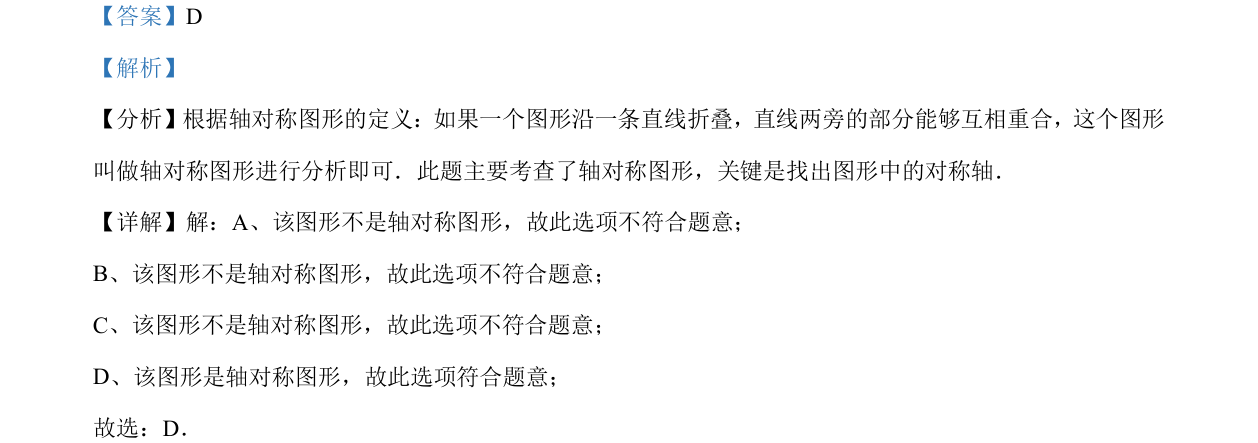 【答案】D
【解析】
【分析】根据轴对称图形的定义：如果一个图形沿一条直线折叠，直线两旁的部分能够互相重合，这个图形
叫做轴对称图形进行分析即可．此题主要考查了轴对称图形，关键是找出图形中的对称轴．
【详解】解：A、该图形不是轴对称图形，故此选项不符合题意；
B、该图形不是轴对称图形，故此选项不符合题意；
C、该图形不是轴对称图形，故此选项不符合题意；
D、该图形是轴对称图形，故此选项符合题意；
故选：D．